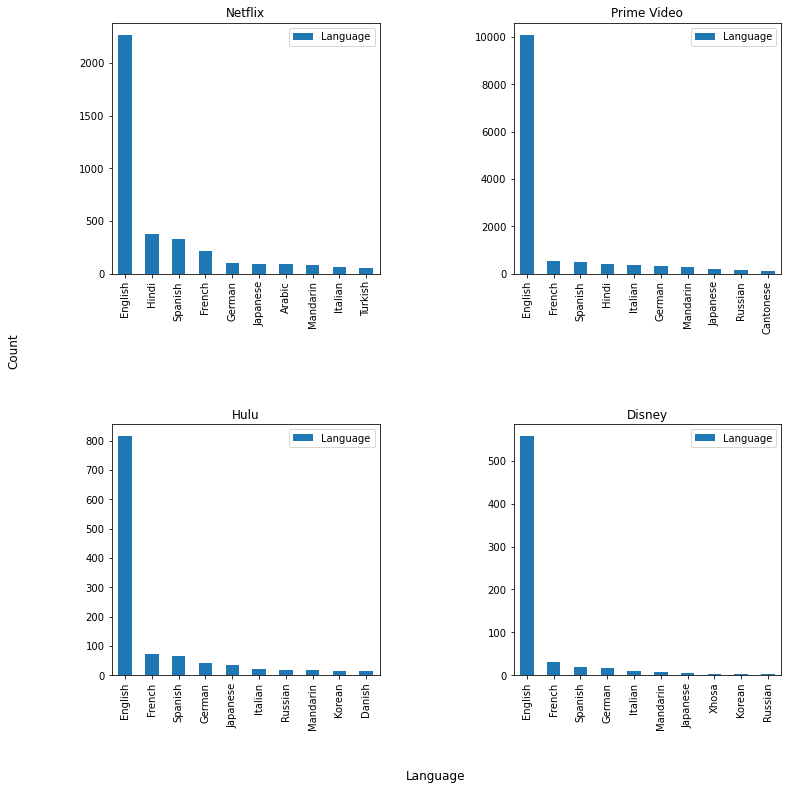 Netflix
Language
2000
1500
1000
500
0
English
Hindi
Spanish
French
German
Japanese
Arabic
Mandarin
Italian
Turkish
Prime Video
Language
10000
8000
6000
4000
2000
0
English
French
Spanish
Hindi
Italian
German
Mandarin
Japanese
Russian
Cantonese
Count
Hulu
Language
800
700
600
500
400
300
200
100
0
English
French
Spanish
German
Japanese
Italian
Russian
Mandarin
Korean
Danish
Disney
Language
500
400
300
200
100
0
English
French
Spanish
German
Italian
Mandarin
Japanese
Xhosa
Korean
Russian
Language